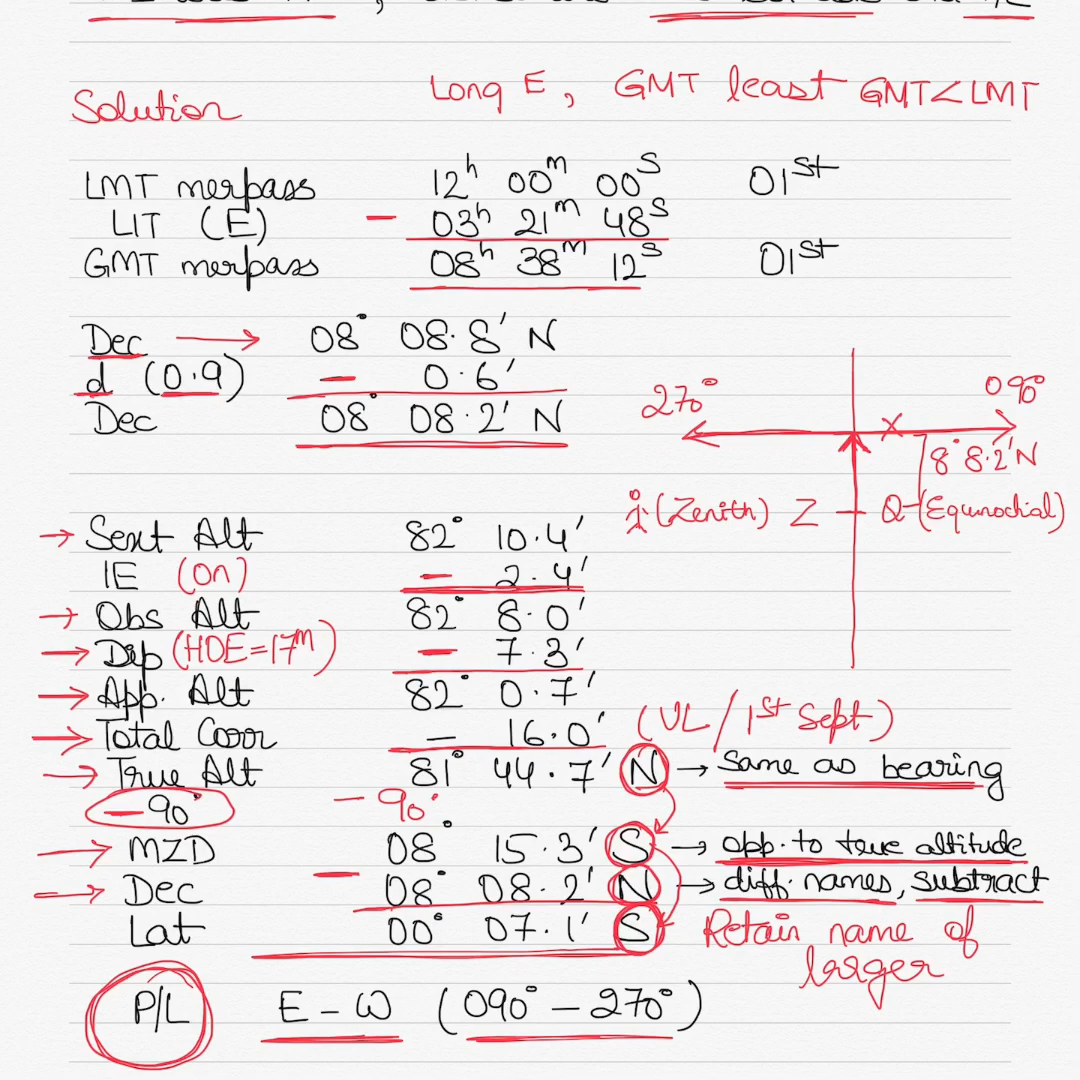 Long E, GMT least GMT<LMT
Solution
LMT merpass 12h 00m 00s 01st
LIT (E) - 03h 21m 48s
GMT merpass 08h 38m 12s 01st
Dec → 08° 08.8' N
d (0.9) - 0.6'
Dec 08° 08.2' N
270° 090°
8° 8.2' N
(Zenith) Z Q (Equnochial)
→ Sext Alt 82° 10.4'
IE (on) - 2.4'
→ Obs Alt 82° 8.0'
→ Dip (HOE=17m) - 7.3'
→ App. Alt 82° 0.7'
→ Total Corr - 16.0' (UL/1st Sept)
→ True Alt 81° 44.7' N → Same as bearing
-90° -90°
→ MZD 08° 15.3' S → opp. to true altitude
→ Dec - 08° 08.2' N → diff. names, subtract
Lat 00° 07.1' S Retain name of
larger
P/L E - W (090° - 270°)